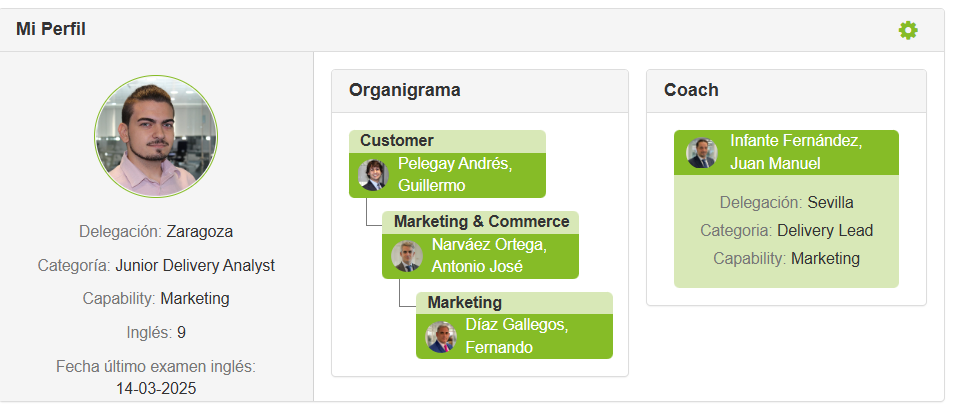 Mi Perfil
Delegación: Zaragoza
Categoría: Junior Delivery Analyst
Capability: Marketing
Inglés: 9
Fecha último examen inglés:
14-03-2025
Organigrama
Customer
Pelegay Andrés,
Guillermo
Marketing & Commerce
Narváez Ortega,
Antonio José
Marketing
Díaz Gallegos,
Fernando
Coach
Infante Fernández,
Juan Manuel
Delegación: Sevilla
Categoria: Delivery Lead
Capability: Marketing